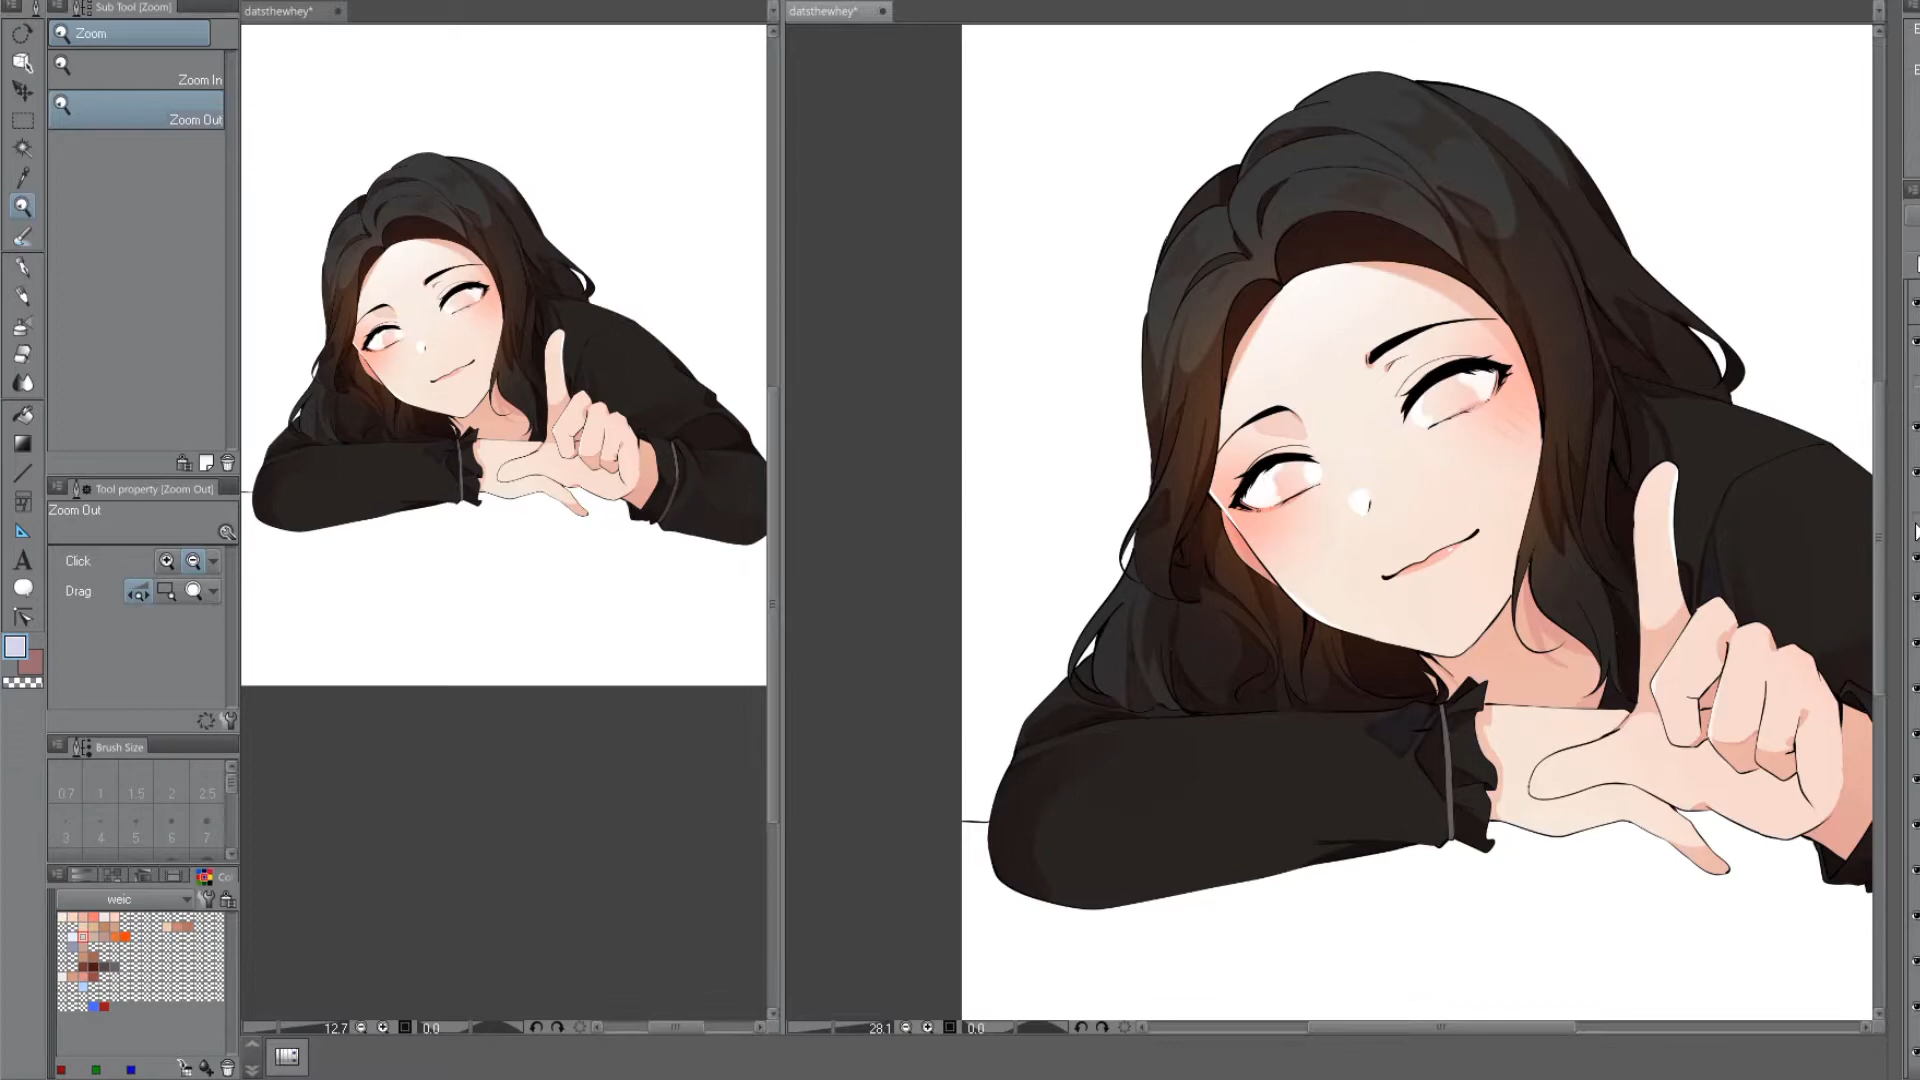 Sub Tool [Zoom]
datsthewhey*
datsthewhey*
Zoom
Zoom In
Zoom Out
Tool property [Zoom Out]
Zoom Out
Click
Drag
Brush Size
0.7 1 1.5 2 2.5
3 4 5 6 7
weic
12.7
0.0
28.1
0.0